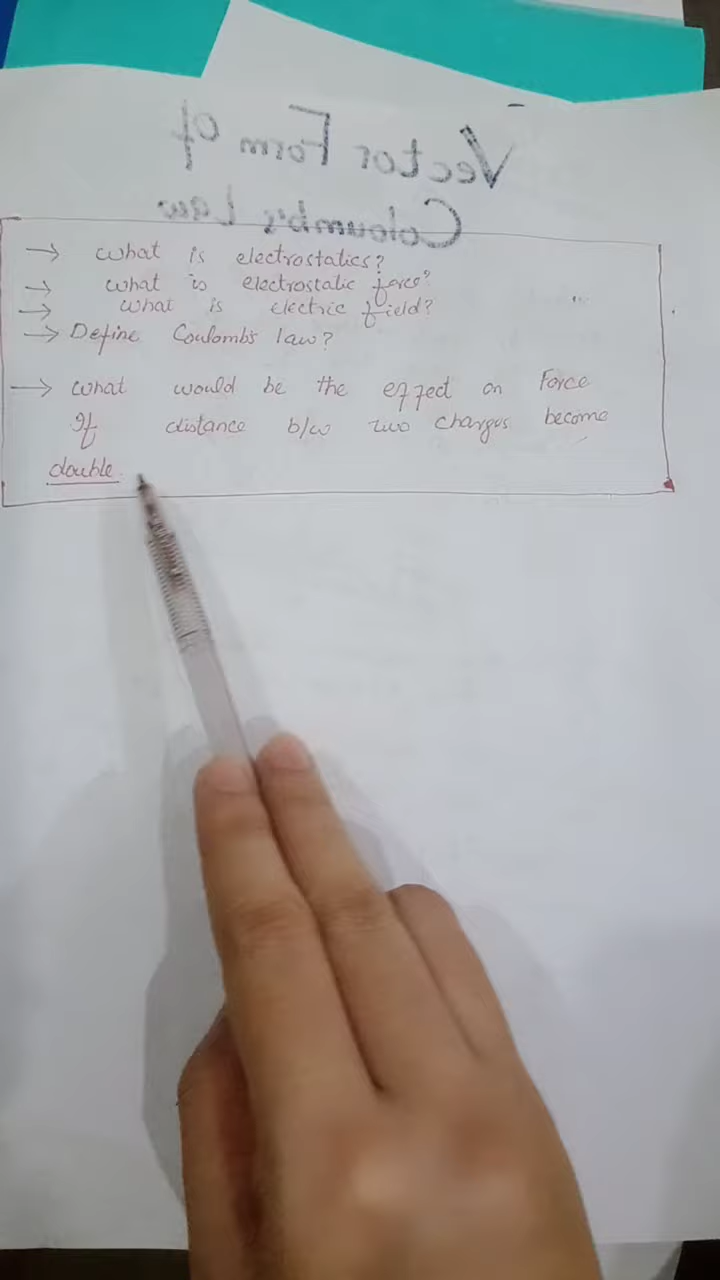 Vector Form of
Coloumb's Law
→ what is electrostatics?
→ what is electrostatic force?
→ what is electric field?
→ Define Coulomb's law?
→ what would be the effect on Force
If distance b/w two charges become
double.